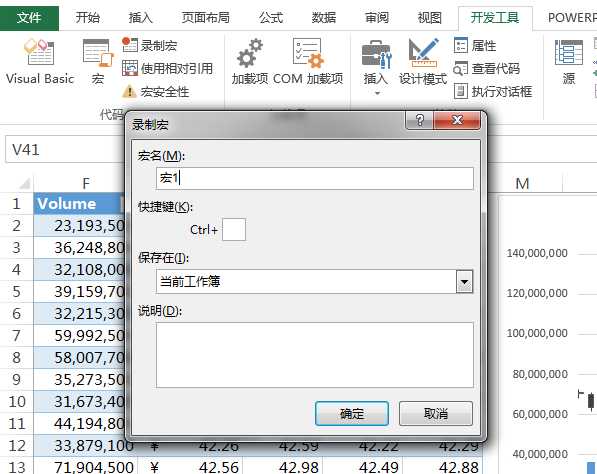 文件 开始 插入 页面布局 公式 数据 审阅 视图 开发工具 POWERP
Visual Basic 宏 录制宏 使用相对引用 宏安全性 加载项 COM 加载项 插入 设计模式 属性 查看代码 执行对话框 源
代码
录制宏
V41
宏名(M):
宏1
快捷键(K):
Ctrl+
保存在(I):
当前工作簿
说明(D):
确定 取消
F M
1 Volume
2 23,193,50
3 36,248,80
4 32,108,00
5 39,159,70
6 32,215,30
7 59,992,50
8 58,007,70
9 35,273,50
10 31,673,40
11 44,194,80
12 33,879,100 ¥ 42.26 42.59 42.22 42.29
13 71,904,500 ¥ 42.56 42.98 42.49 42.88
140,000,000
120,000,000
100,000,000
80,000,000
60,000,000
40,000,000